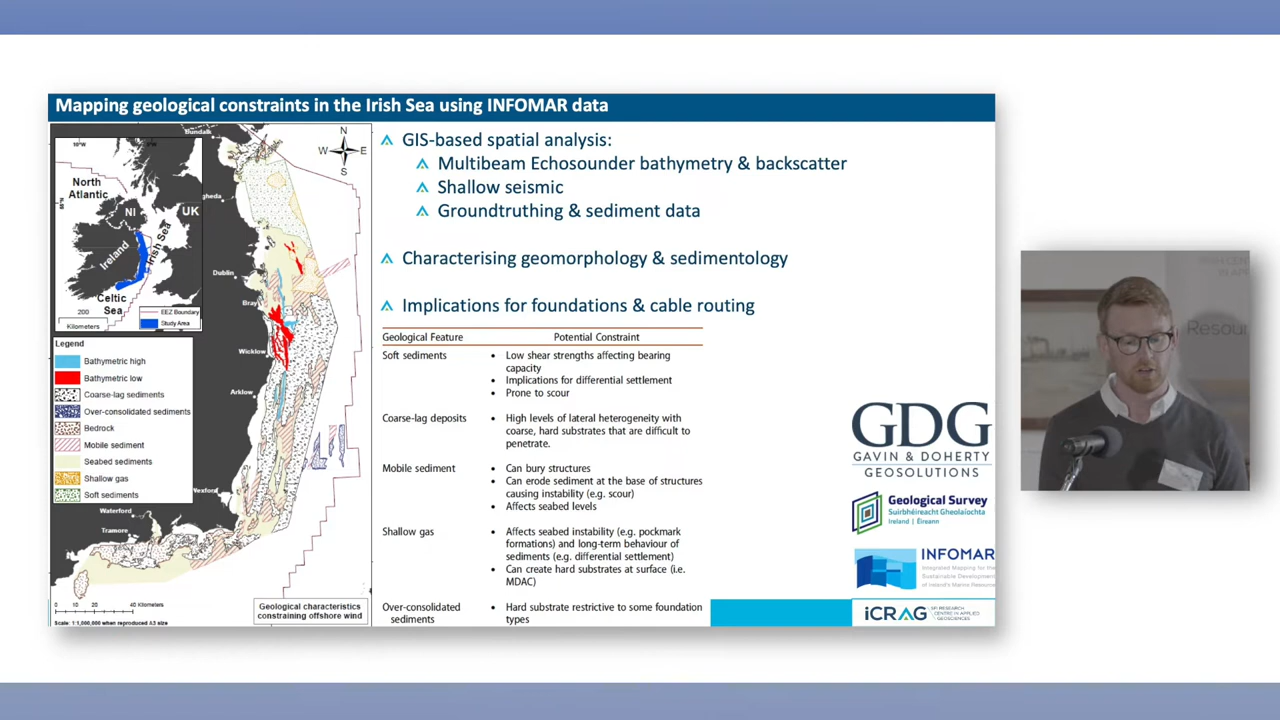 Mapping geological constraints in the Irish Sea using INFOMAR data
Dundalk
N
W E
S
North
Atlantic
NI
UK
Ireland
Irish Sea
Celtic
Sea
200
Kilometers
EEZ Boundary
Study Area
gheda
Dublin
Bray
Wicklow
Arklow
Wexford
Waterford
Tramore
Legend
Bathymetric high
Bathymetric low
Coarse-lag sediments
Over-consolidated sediments
Bedrock
Mobile sediment
Seabed sediments
Shallow gas
Soft sediments
0 10 20 40 Kilometers
Scale: 1:1,000,000 when reproduced A3 size
Geological characteristics
constraining offshore wind
GIS-based spatial analysis:
Multibeam Echosounder bathymetry & backscatter
Shallow seismic
Groundtruthing & sediment data
Characterising geomorphology & sedimentology
Implications for foundations & cable routing
Geological Feature Potential Constraint
Soft sediments • Low shear strengths affecting bearing
capacity
• Implications for differential settlement
• Prone to scour
Coarse-lag deposits • High levels of lateral heterogeneity with
coarse, hard substrates that are difficult to
penetrate.
Mobile sediment • Can bury structures
• Can erode sediment at the base of structures
causing instability (e.g. scour)
• Affects seabed levels
Shallow gas • Affects seabed instability (e.g. pockmark
formations) and long-term behaviour of
sediments (e.g. differential settlement)
• Can create hard substrates at surface (i.e.
MDAC)
Over-consolidated • Hard substrate restrictive to some foundation
sediments types
GDG
GAVIN & DOHERTY
GEOSOLUTIONS
Geological Survey
Suirbhéireacht Gheolaíochta
Ireland | Éireann
INFOMAR
Integrated Mapping for the
Sustainable Development
of Ireland's Marine Resource
iCRAG SFI RESEARCH
CENTRE IN APPLIED
GEOSCIENCES
IRISH CENT
IN APP
Resour